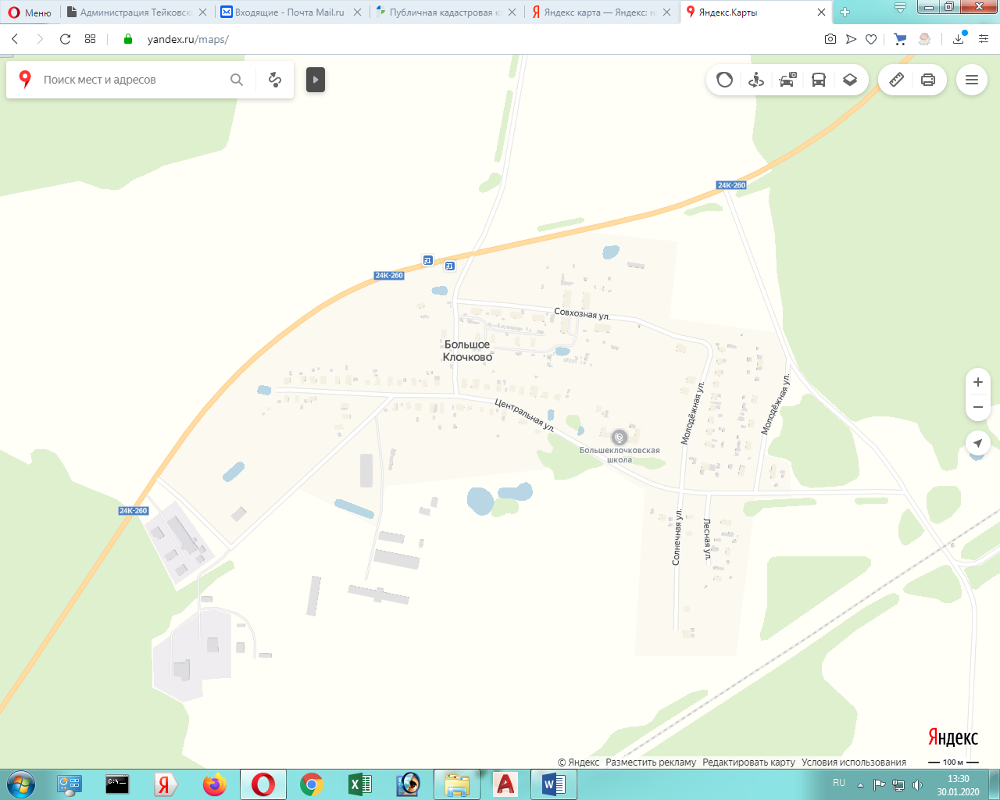 Меню
Администрация Тейковск
Входящие - Почта Mail.ru
Публичная кадастровая к
Яндекс карта — Яндекс: н
Яндекс.Карты
yandex.ru/maps/
Поиск мест и адресов
24К-260
24К-260
Совхозная ул.
Большое
Клочково
Центральная ул.
Молодёжная ул.
Молодёжная ул.
Большеклочковская
школа
24К-260
Солнечная ул.
Лесная ул.
Яндекс
© Яндекс Разместить рекламу Редактировать карту Условия использования
100 м
RU
13:30
30.01.2020